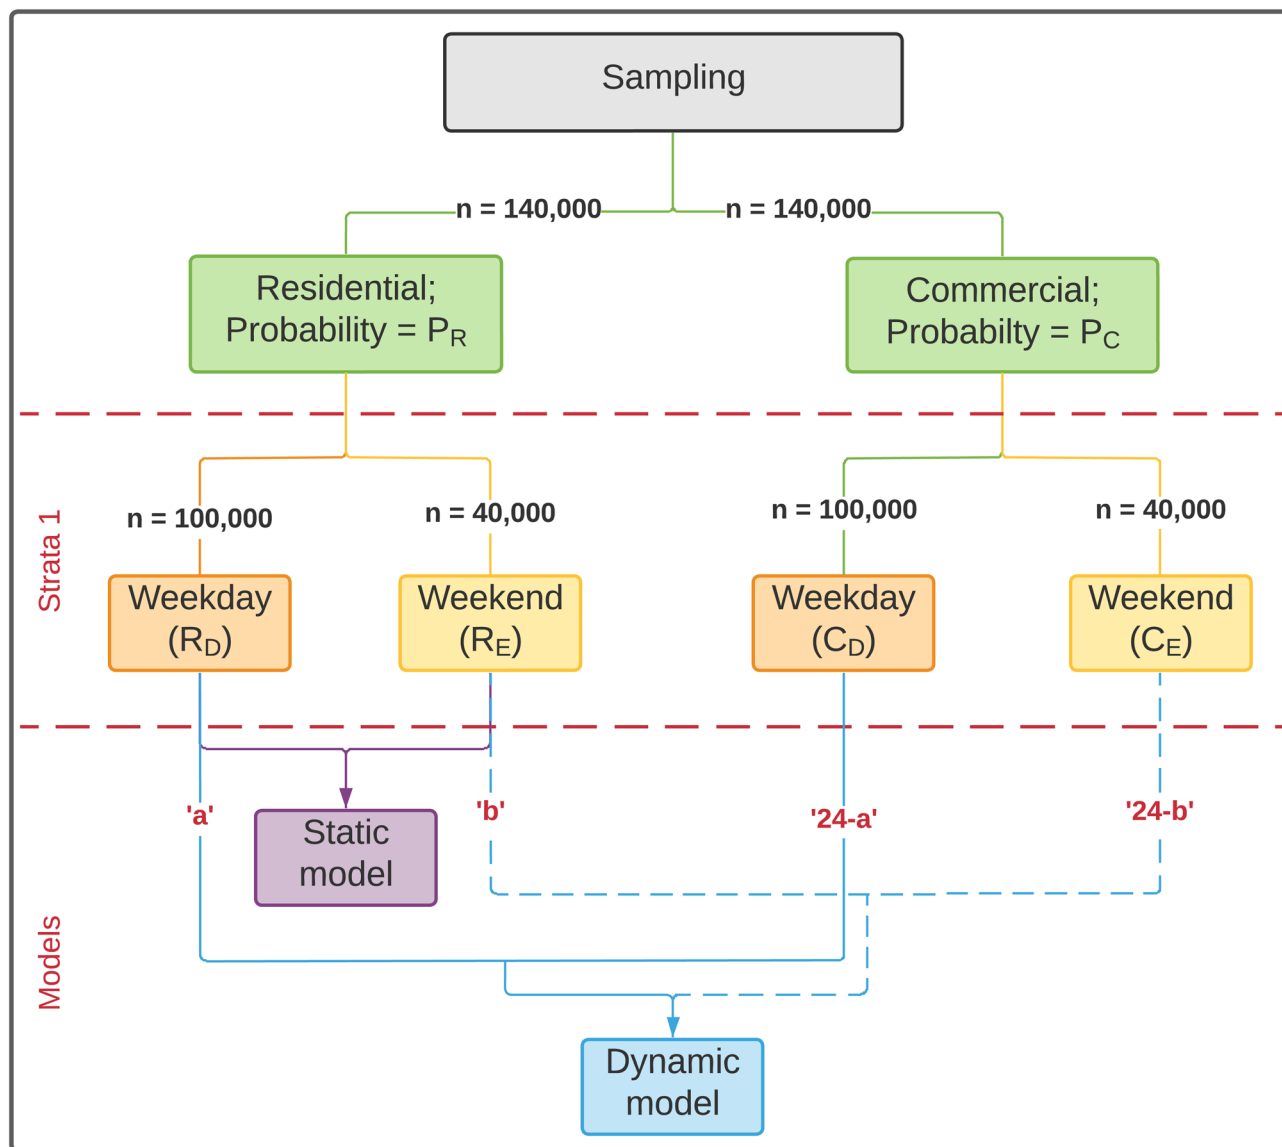 Sampling
n = 140,000
n = 140,000
Residential;
Probability = PR
Commercial;
Probabilty = PC
Strata 1
n = 100,000
n = 40,000
n = 100,000
n = 40,000
Weekday
(RD)
Weekend
(RE)
Weekday
(CD)
Weekend
(CE)
Models
'a'
'b'
'24-a'
'24-b'
Static
model
Dynamic
model